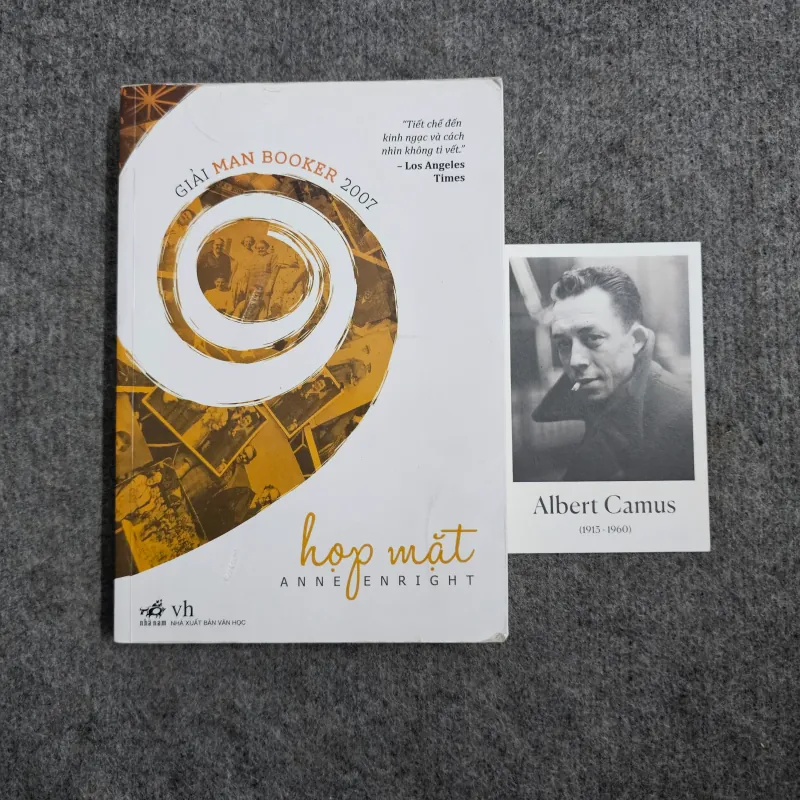 "Tiết chế đến
kinh ngạc và cách
nhìn không tì vết."
– Los Angeles
Times
GIẢI MAN BOOKER 2007
họp mặt
ANNE ENRIGHT
nhã nam
vh
NHÀ XUẤT BẢN VĂN HỌC
Albert Camus
(1913 - 1960)